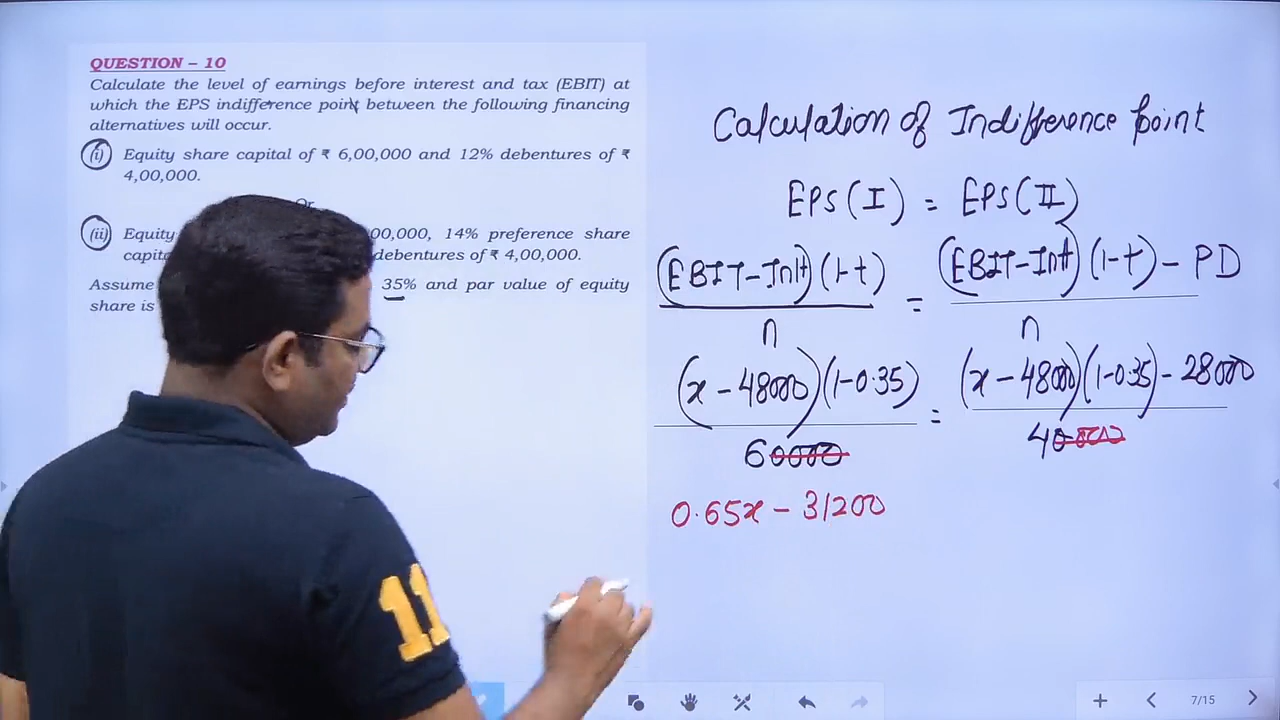 QUESTION – 10
Calculate the level of earnings before interest and tax (EBIT) at
which the EPS indifference point between the following financing
alternatives will occur.
(i) Equity share capital of ₹ 6,00,000 and 12% debentures of ₹
4,00,000.
Or
(ii) Equity 00,000, 14% preference share
debentures of ₹ 4,00,000.
Assume 35% and par value of equity
share is
Calculation of Indifference Point
EPS (I) = EPS (II)
(EBIT-Int)(1-t) / n = (EBIT-Int)(1-t) - PD / n
(x - 48000)(1-0.35) / 60000 = (x - 48000)(1-0.35) - 28000 / 40000
0.65x - 31200
11
7/15